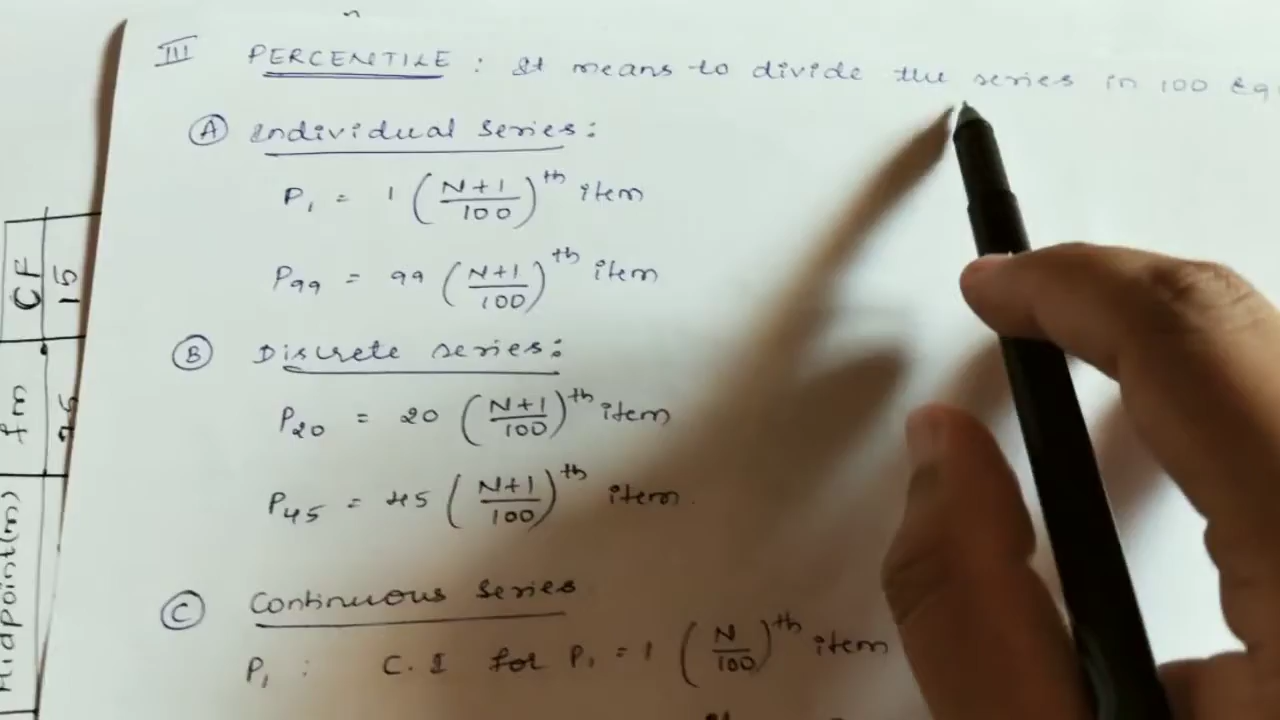 III PERCENTILE : It means to divide the series in 100 Equ
(A) Individual series:
P₁ = 1 (N+1/100)th item
P₉₉ = 99 (N+1/100)th item
(B) Discrete series:
P₂₀ = 20 (N+1/100)th item
P₄₅ = 45 (N+1/100)th item.
(C) Continuous series
P₁ : C.I for P₁ = 1 (N/100)th item
CF
15
fm
75
Midpoint(m)